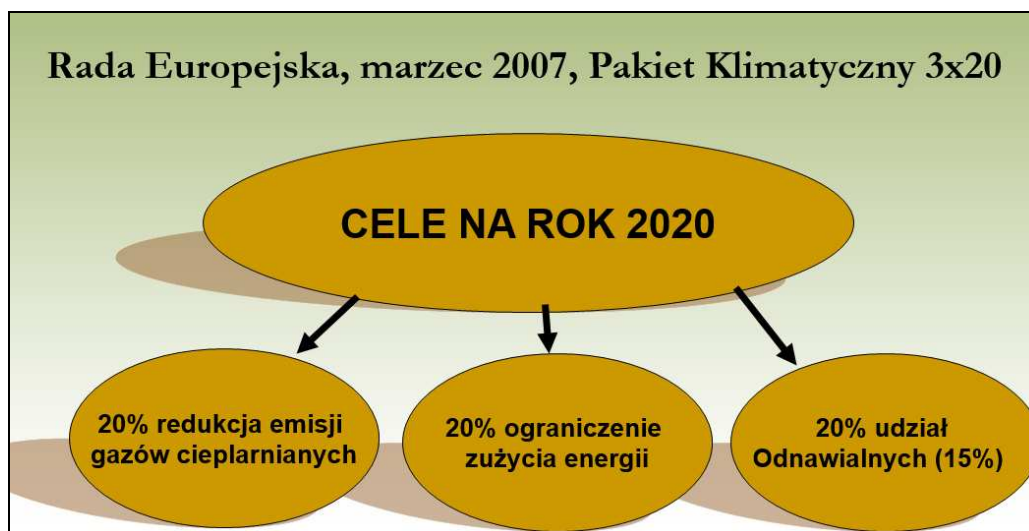 Rada Europejska, marzec 2007, Pakiet Klimatyczny 3x20
CELE NA ROK 2020
20% redukcja emisji
gazów cieplarnianych
20% ograniczenie
zużycia energii
20% udział
Odnawialnych (15%)